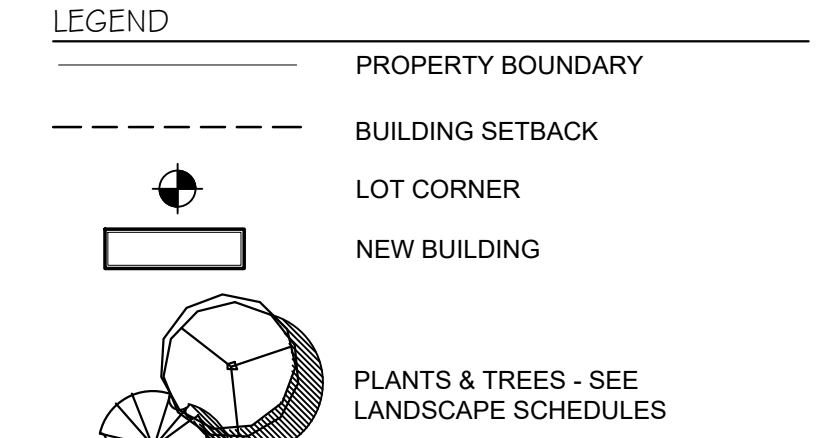 LEGEND
PROPERTY BOUNDARY
BUILDING SETBACK
LOT CORNER
NEW BUILDING
PLANTS & TREES - SEE
LANDSCAPE SCHEDULES